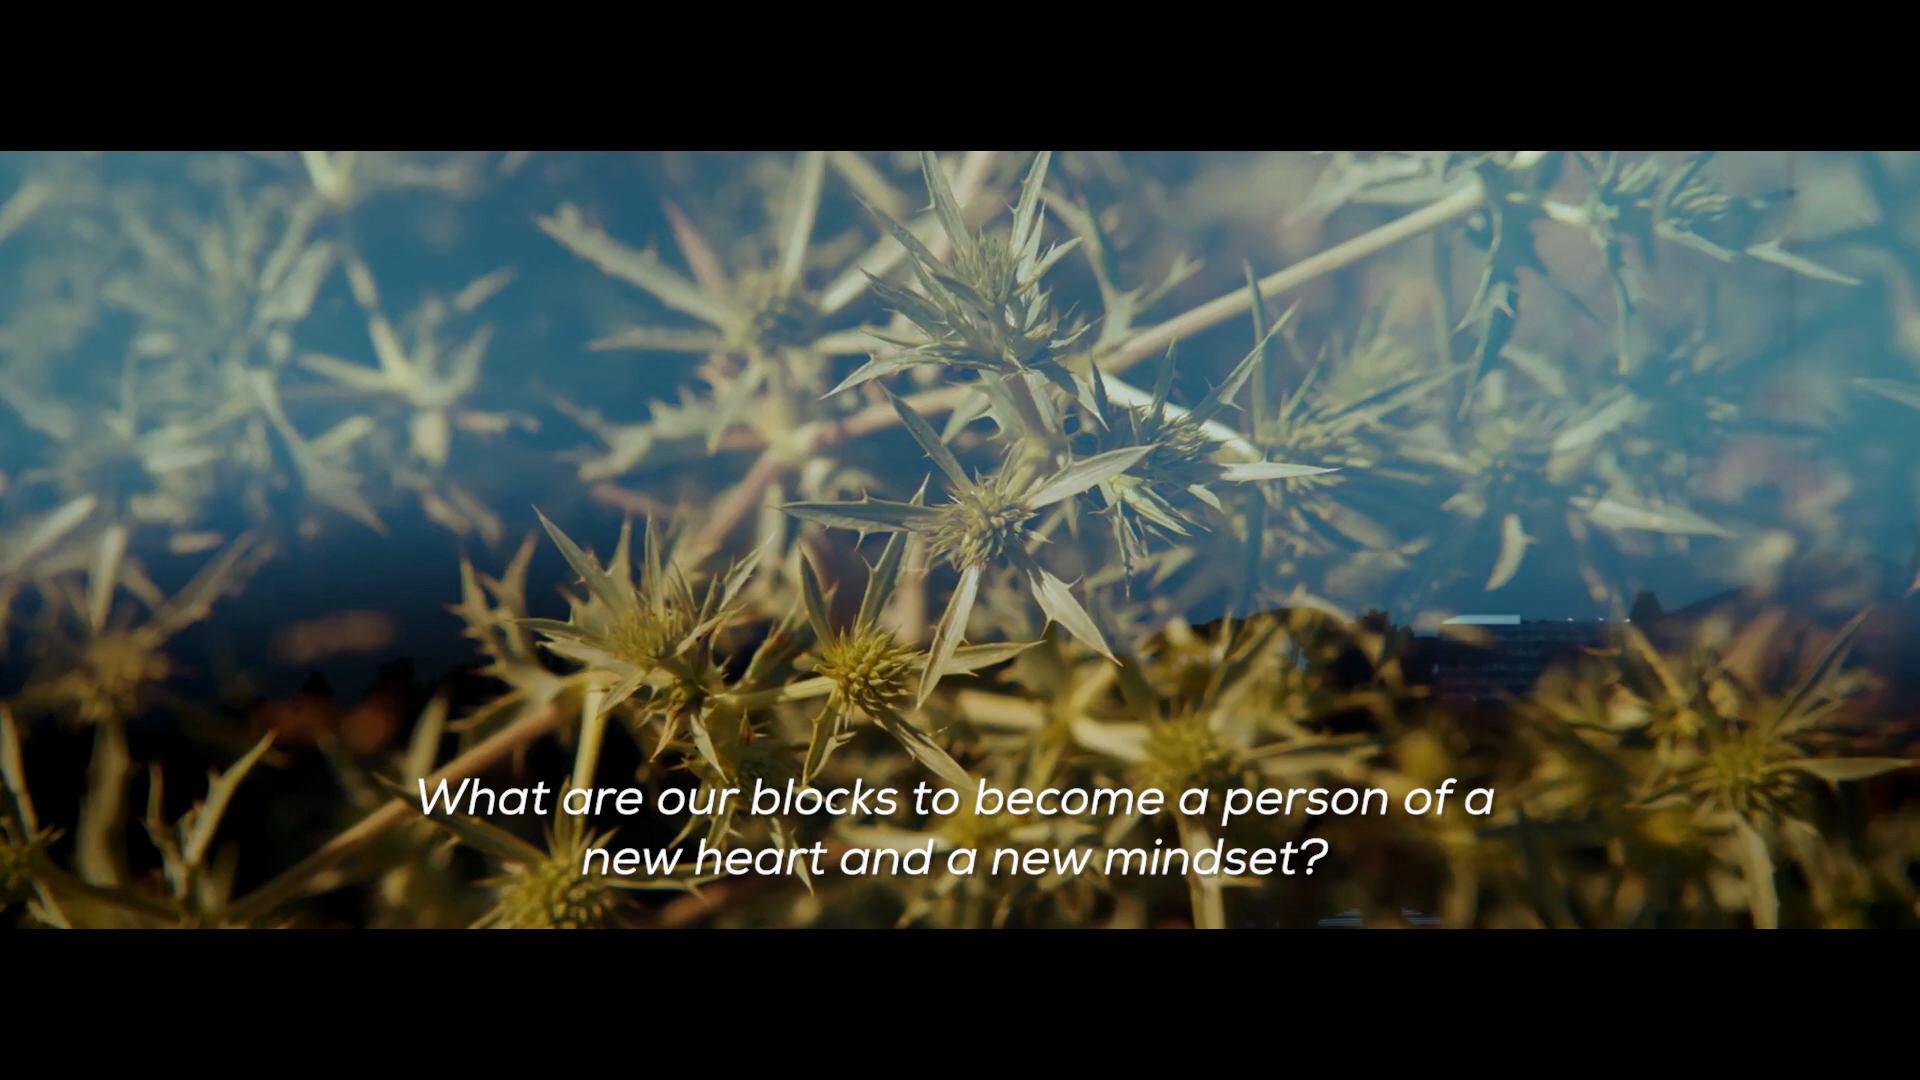 What are our blocks to become a person of a
new heart and a new mindset?